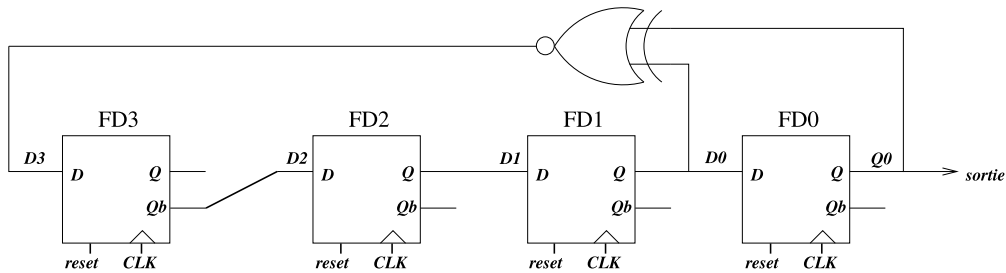 FD3 FD2 FD1 FD0
D3 D2 D1 D0 Q0
D Q D Q D Q D Q sortie
Qb Qb Qb Qb
reset CLK reset CLK reset CLK reset CLK